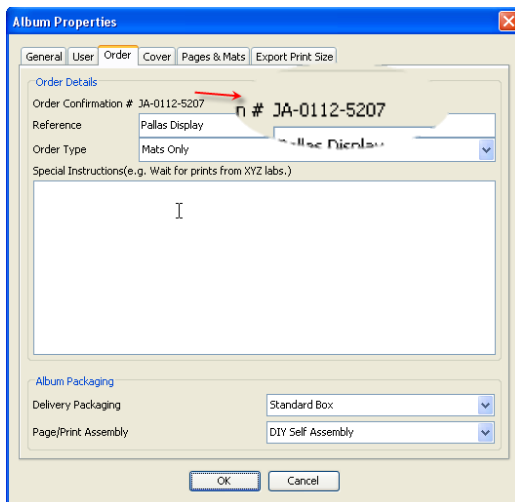 Album Properties
General User Order Cover Pages & Mats Export Print Size
Order Details
Order Confirmation # JA-0112-5207
n # JA-0112-5207
Reference Pallas Display
Pallas Display
Order Type Mats Only
Special Instructions(e.g. Wait for prints from XYZ labs.)
Album Packaging
Delivery Packaging Standard Box
Page/Print Assembly DIY Self Assembly
OK Cancel